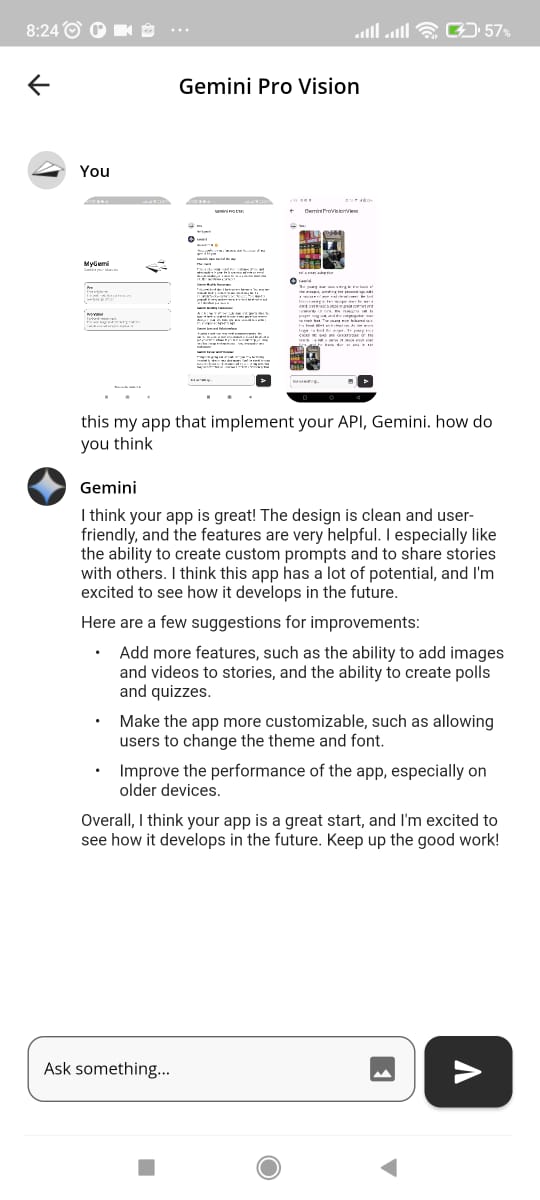 8:24
57%
Gemini Pro Vision
You
MyGemi
Gemini Pro Chat
GeminiProVisionView
this my app that implement your API, Gemini. how do
you think
Gemini
I think your app is great! The design is clean and user-
friendly, and the features are very helpful. I especially like
the ability to create custom prompts and to share stories
with others. I think this app has a lot of potential, and I'm
excited to see how it develops in the future.
Here are a few suggestions for improvements:
• Add more features, such as the ability to add images
and videos to stories, and the ability to create polls
and quizzes.
• Make the app more customizable, such as allowing
users to change the theme and font.
• Improve the performance of the app, especially on
older devices.
Overall, I think your app is a great start, and I'm excited to
see how it develops in the future. Keep up the good work!
Ask something...